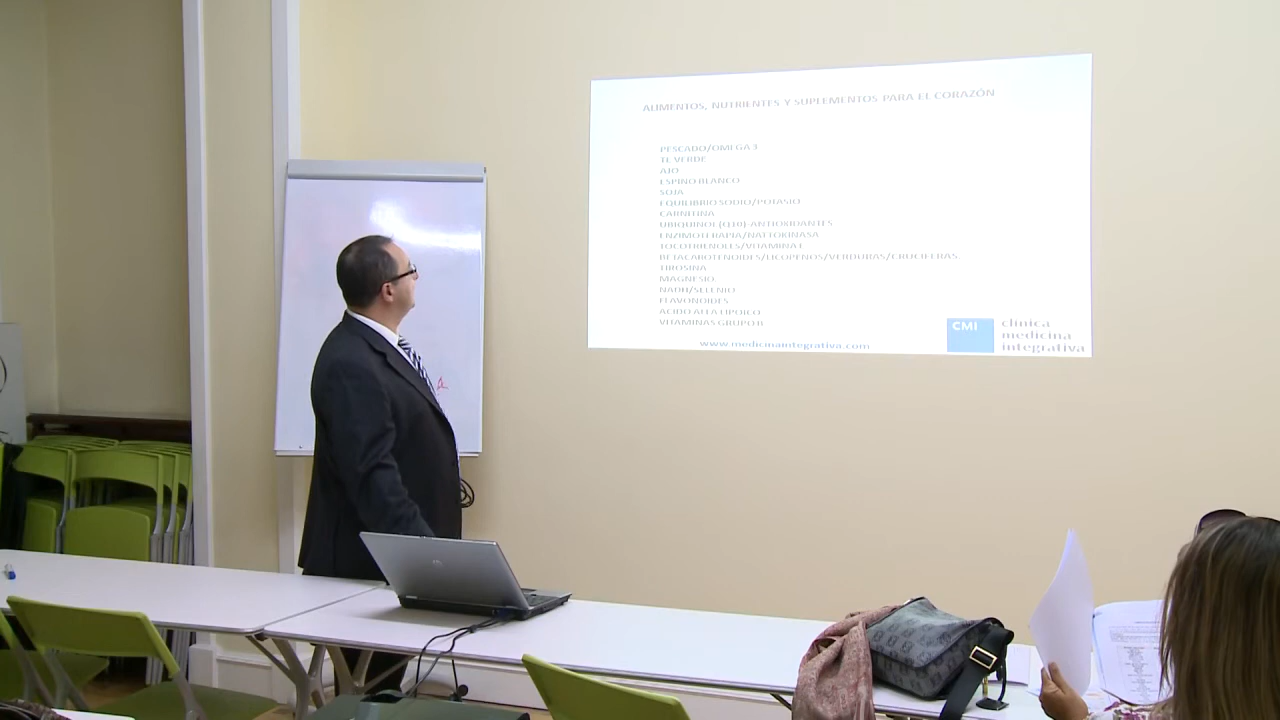 ALIMENTOS, NUTRIENTES Y SUPLEMENTOS PARA EL CORAZÓN
PESCADO/OMEGA 3
TE VERDE
AJO
ESPINO BLANCO
SOJA
EQUILIBRIO SODIO/POTASIO
CARNITINA
UBIQUINOL (Q10)-ANTIOXIDANTES
ENZIMOTERAPIA/NATTOKINASA
TOCOTRIENOLES/VITAMINA E
BETACAROTENOIDES/LICOPENOS/VERDURAS/CRUCIFERAS.
TIROSINA
MAGNESIO
NADH/SELENIO
FLAVONOIDES
ACIDO ALFA LIPOICO
VITAMINAS GRUPO B
www.medicinaintegrativa.com
CMI
clínica
medicina
integrativa